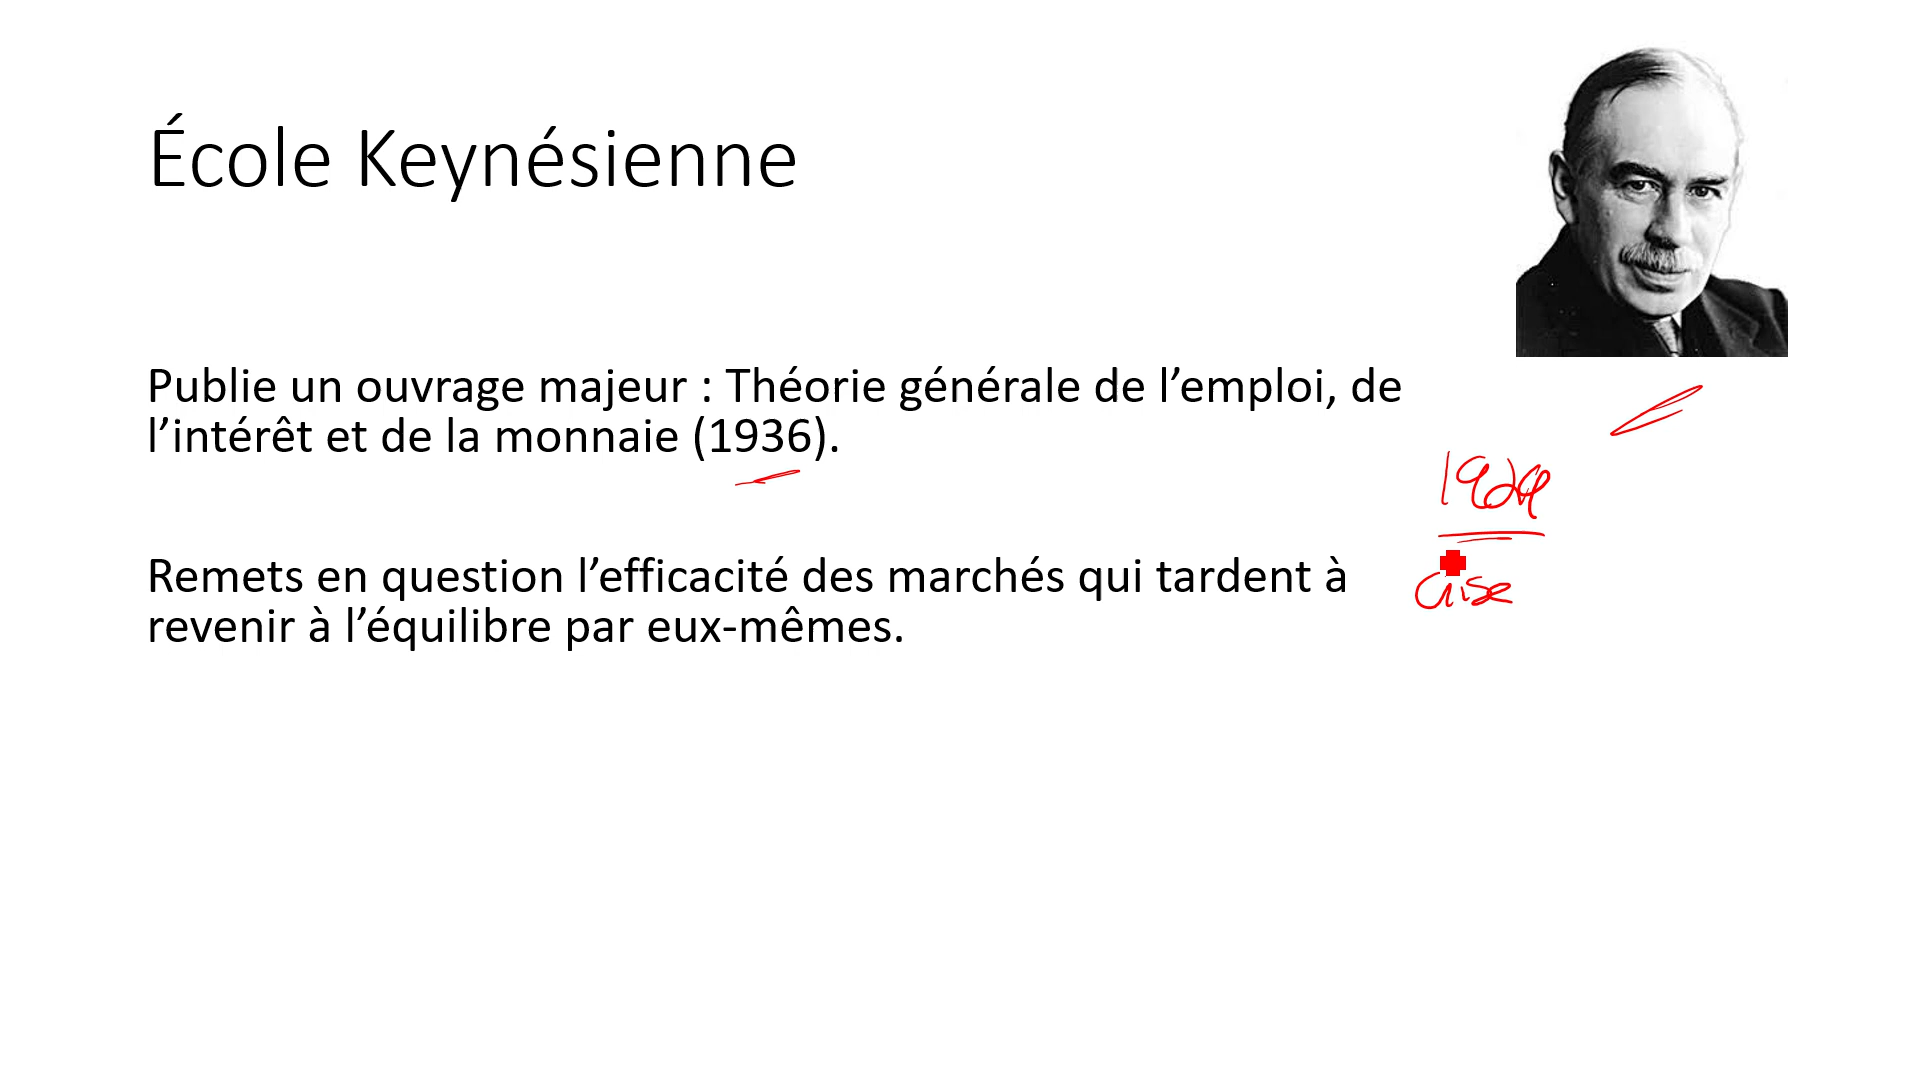 École Keynésienne
Publie un ouvrage majeur : Théorie générale de l’emploi, de
l’intérêt et de la monnaie (1936).
1929
Remets en question l’efficacité des marchés qui tardent à
revenir à l’équilibre par eux-mêmes.
Crise